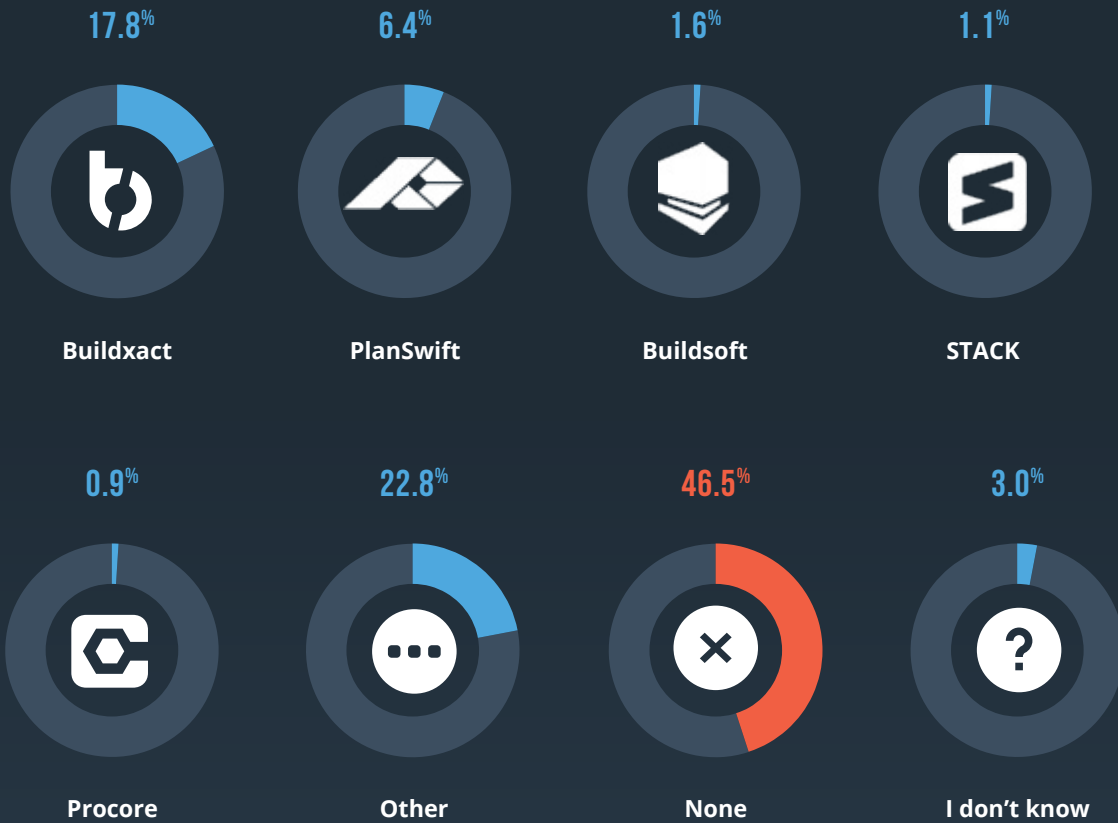 17.8% 6.4% 1.6% 1.1%
Buildxact PlanSwift Buildsoft STACK
0.9% 22.8% 46.5% 3.0%
?
Procore Other None I don’t know